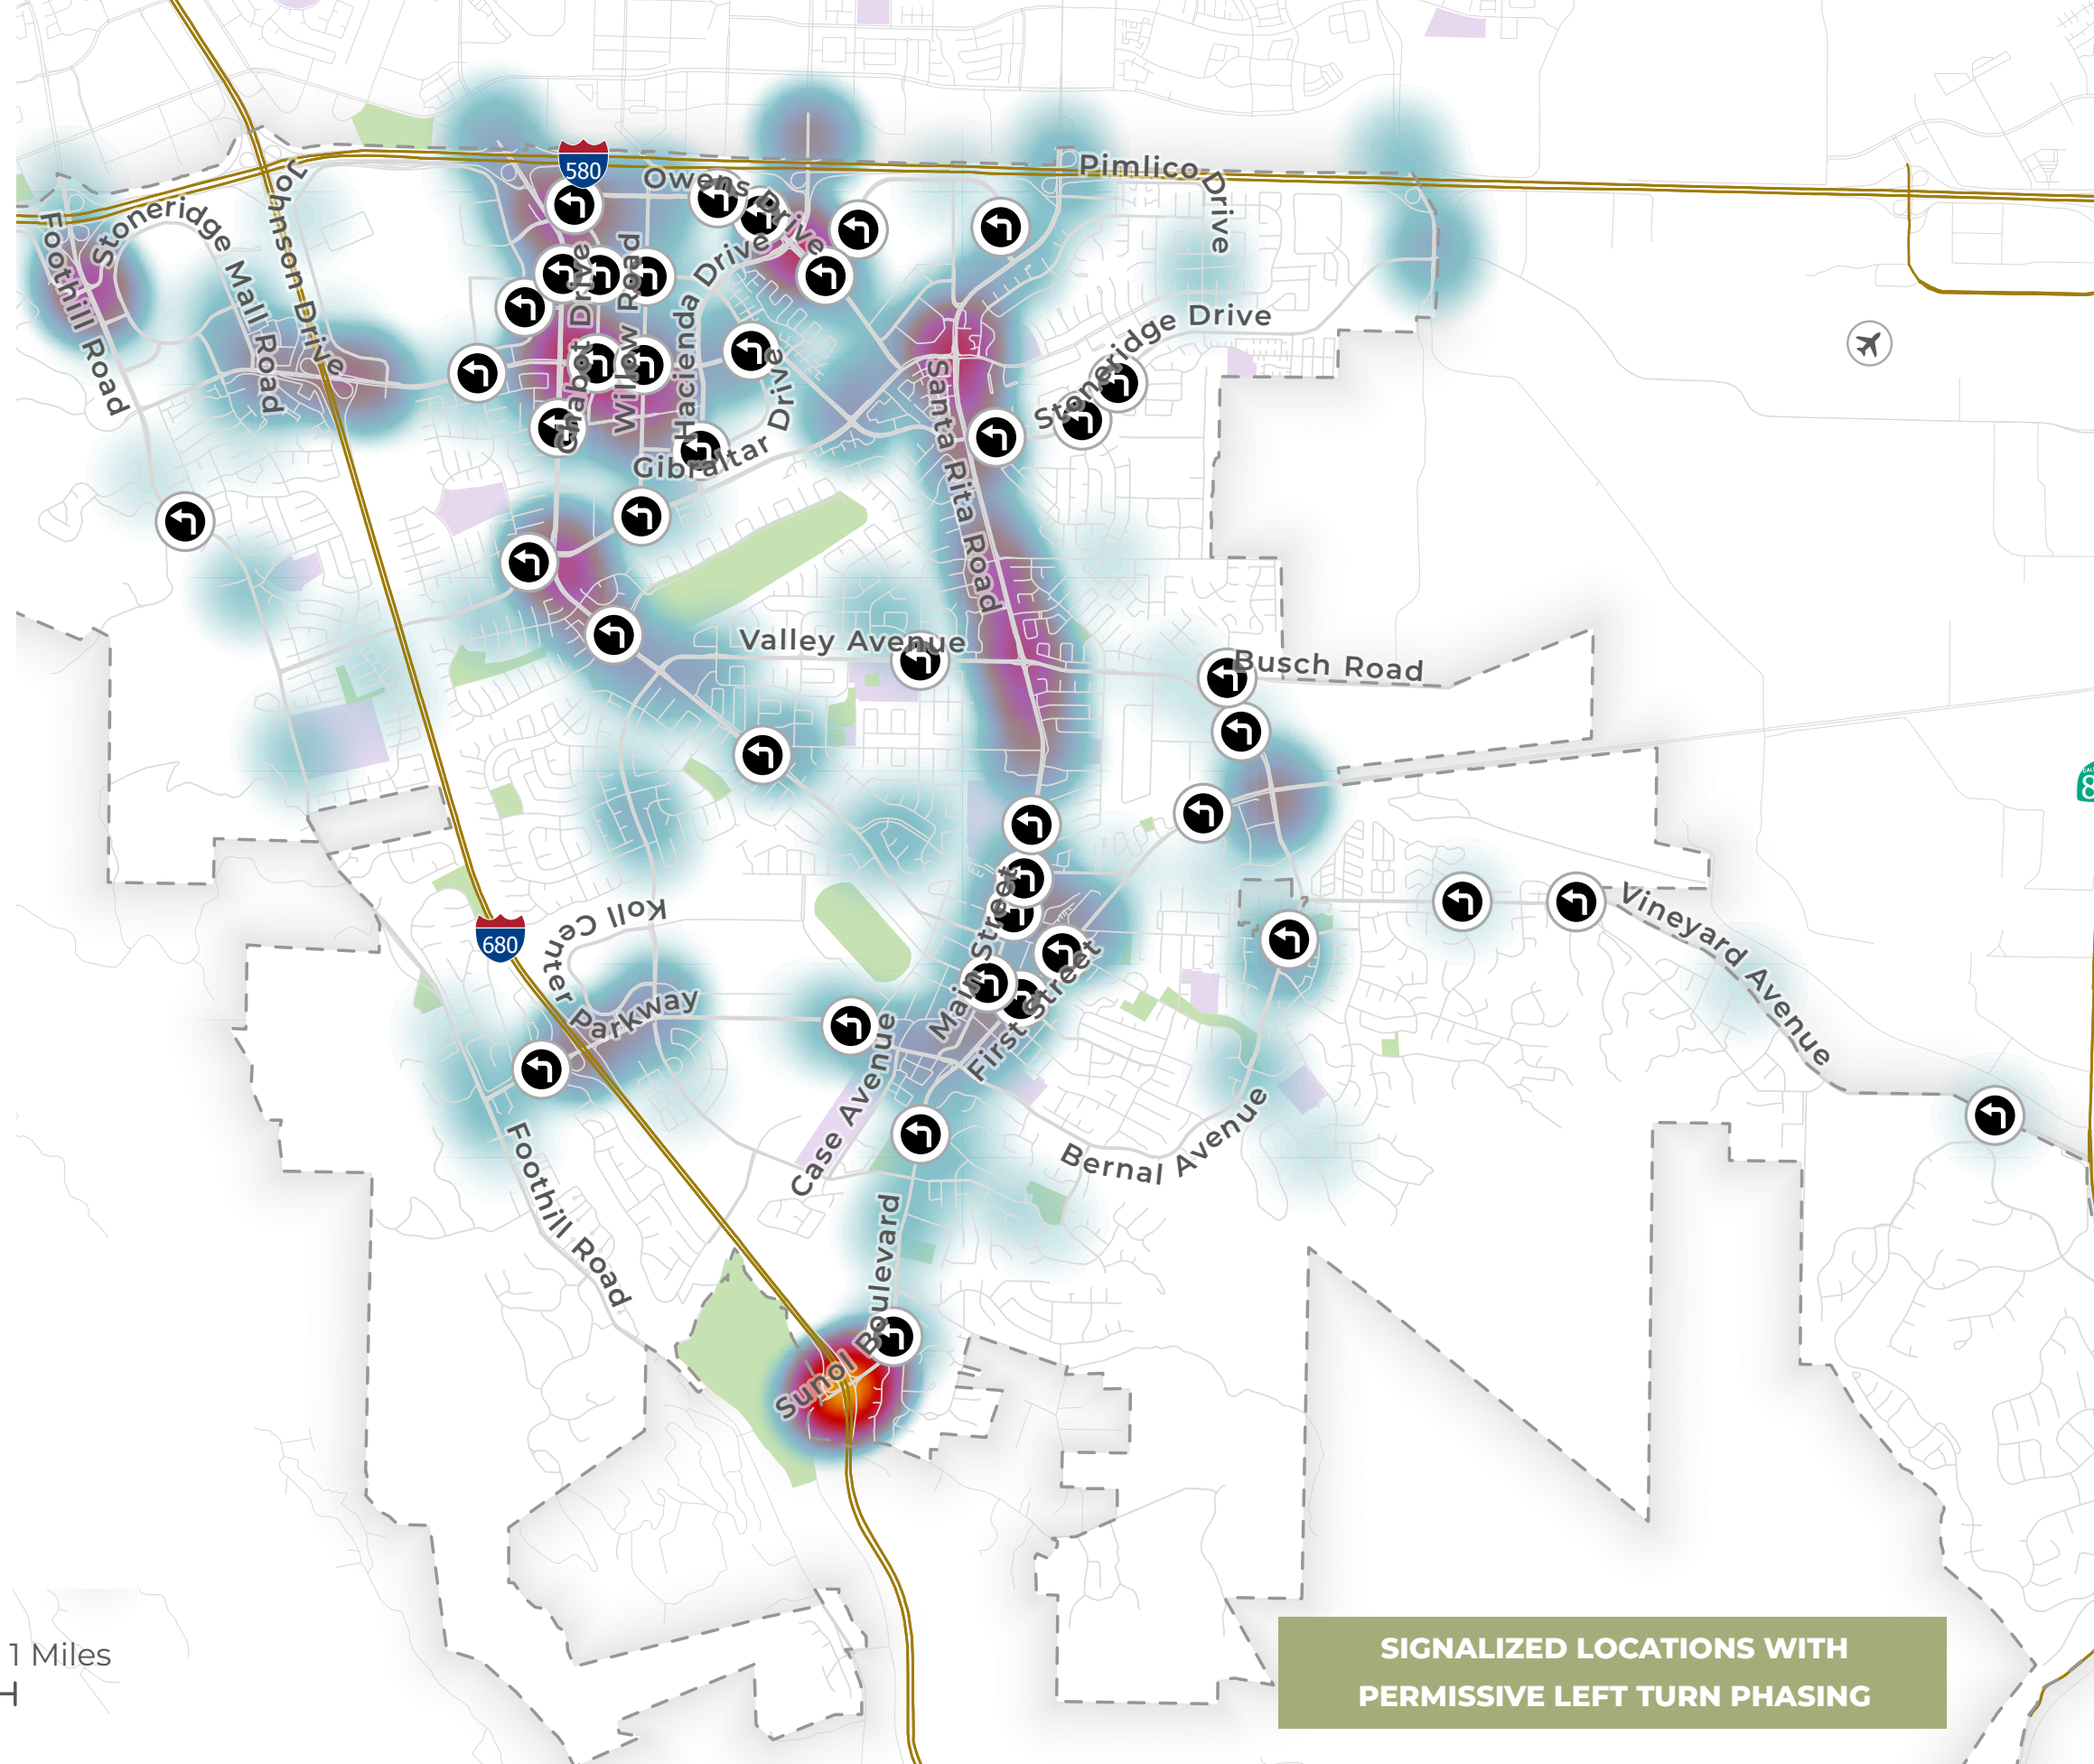 580
Pimlico
Drive
Owens Drive
Johnson Drive
Stoneridge
Mall Road
Foothill Road
Chabot Drive
Willow Road
Hacienda Drive
Stoneridge Drive
Drive
Gibraltar
Santa Rita Road
Valley Avenue
Busch Road
8
Koll
Center
Parkway
680
Main Street
First Street
Vineyard Avenue
Case Avenue
Bernal Avenue
Foothill Road
Sunol Boulevard
1 Miles
SIGNALIZED LOCATIONS WITH
PERMISSIVE LEFT TURN PHASING